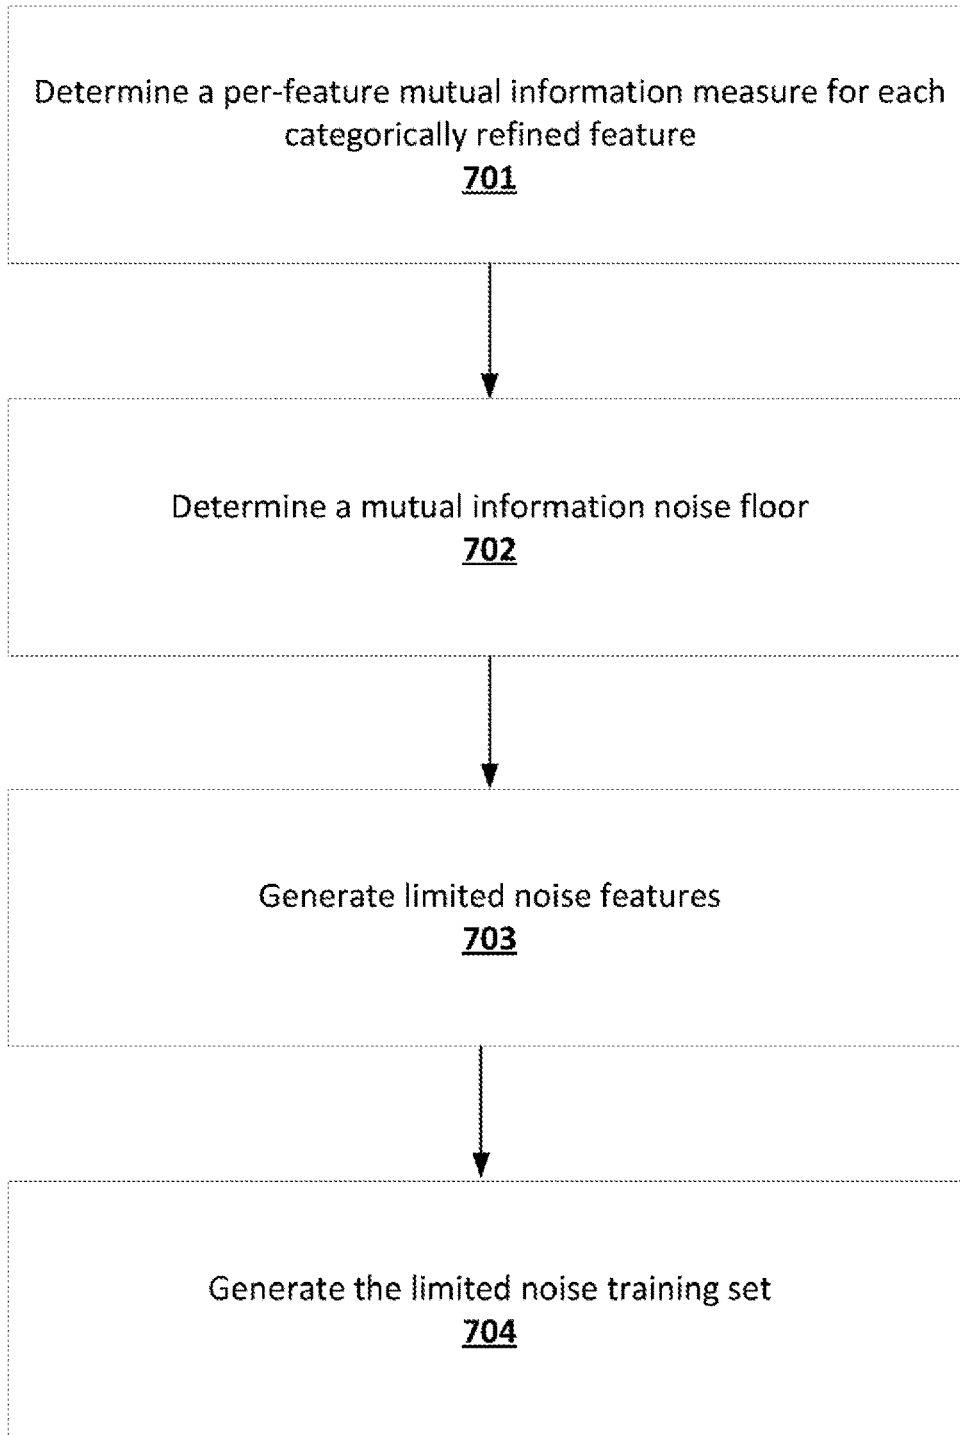 Determine a per-feature mutual information measure for each
categorically refined feature
701
Determine a mutual information noise floor
702
Generate limited noise features
703
Generate the limited noise training set
704